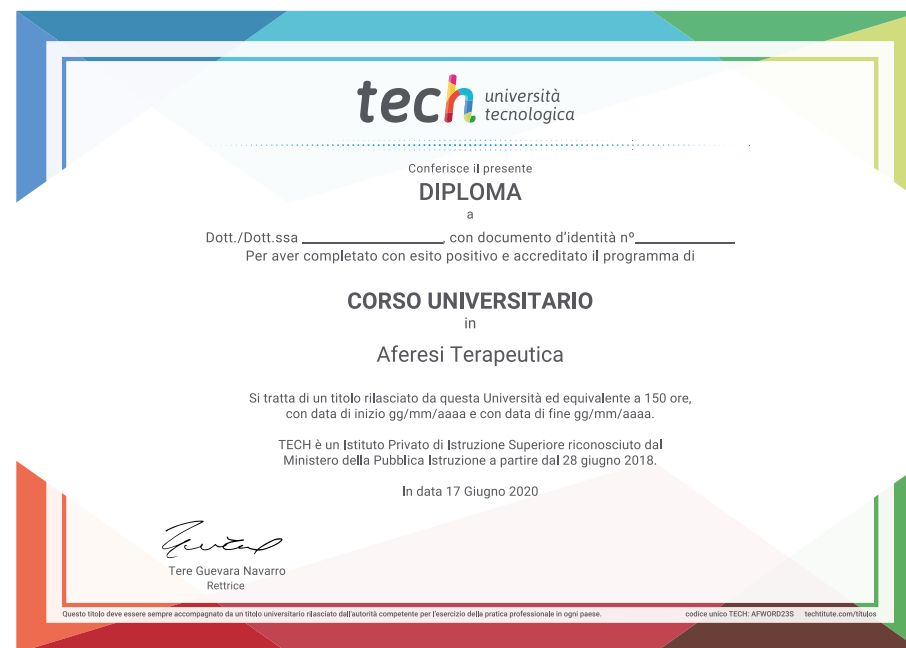 tech università
tecnologica
Conferisce il presente
DIPLOMA
a
Dott./Dott.ssa ____________________, con documento d'identità nº______________
Per aver completato con esito positivo e accreditato il programma di
CORSO UNIVERSITARIO
in
Aferesi Terapeutica
Si tratta di un titolo rilasciato da questa Università ed equivalente a 150 ore,
con data di inizio gg/mm/aaaa e con data di fine gg/mm/aaaa.
TECH è un Istituto Privato di Istruzione Superiore riconosciuto dal
Ministero della Pubblica Istruzione a partire dal 28 giugno 2018.
In data 17 Giugno 2020
Tere Guevara Navarro
Rettrice
Questo titolo deve essere sempre accompagnato da un titolo universitario rilasciato dall'autorità competente per l'esercizio della pratica professionale in ogni paese. codice unico TECH: AFWORD23S techtitute.com/titulos